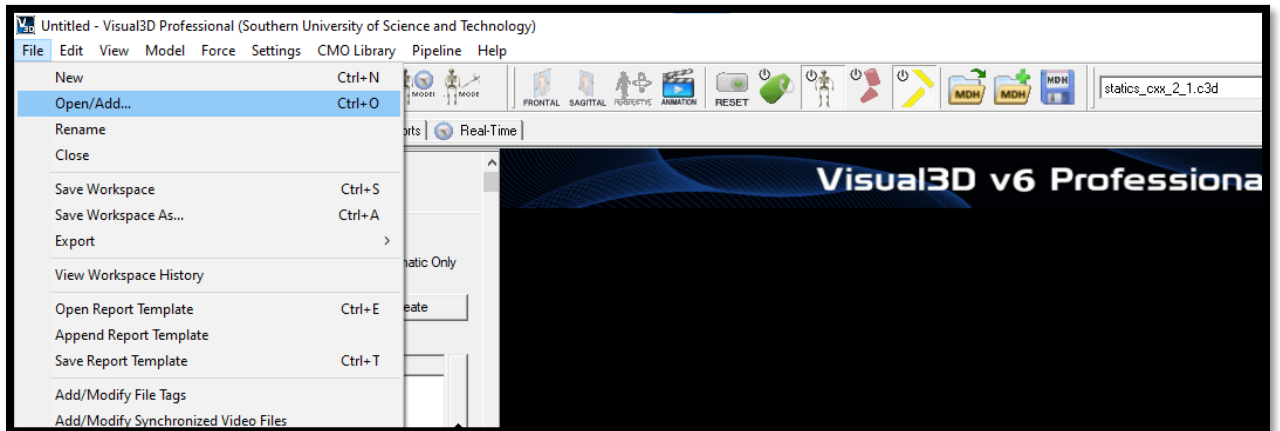 Untitled - Visual3D Professional (Southern University of Science and Technology)
File Edit View Model Force Settings CMO Library Pipeline Help
New Ctrl+N
MODEL MODE FRONTAL SAGITTAL PERSPECTIVE ANIMATION RESET MDH MDH MDH statics_cxx_2_1.c3d
Open/Add... Ctrl+O
Rename
orts Real-Time
Close
Visual3D v6 Professiona
Save Workspace Ctrl+S
Save Workspace As... Ctrl+A
Export >
natic Only
View Workspace History
Open Report Template Ctrl+E
eate
Append Report Template
Save Report Template Ctrl+T
Add/Modify File Tags
Add/Modify Synchronized Video Files